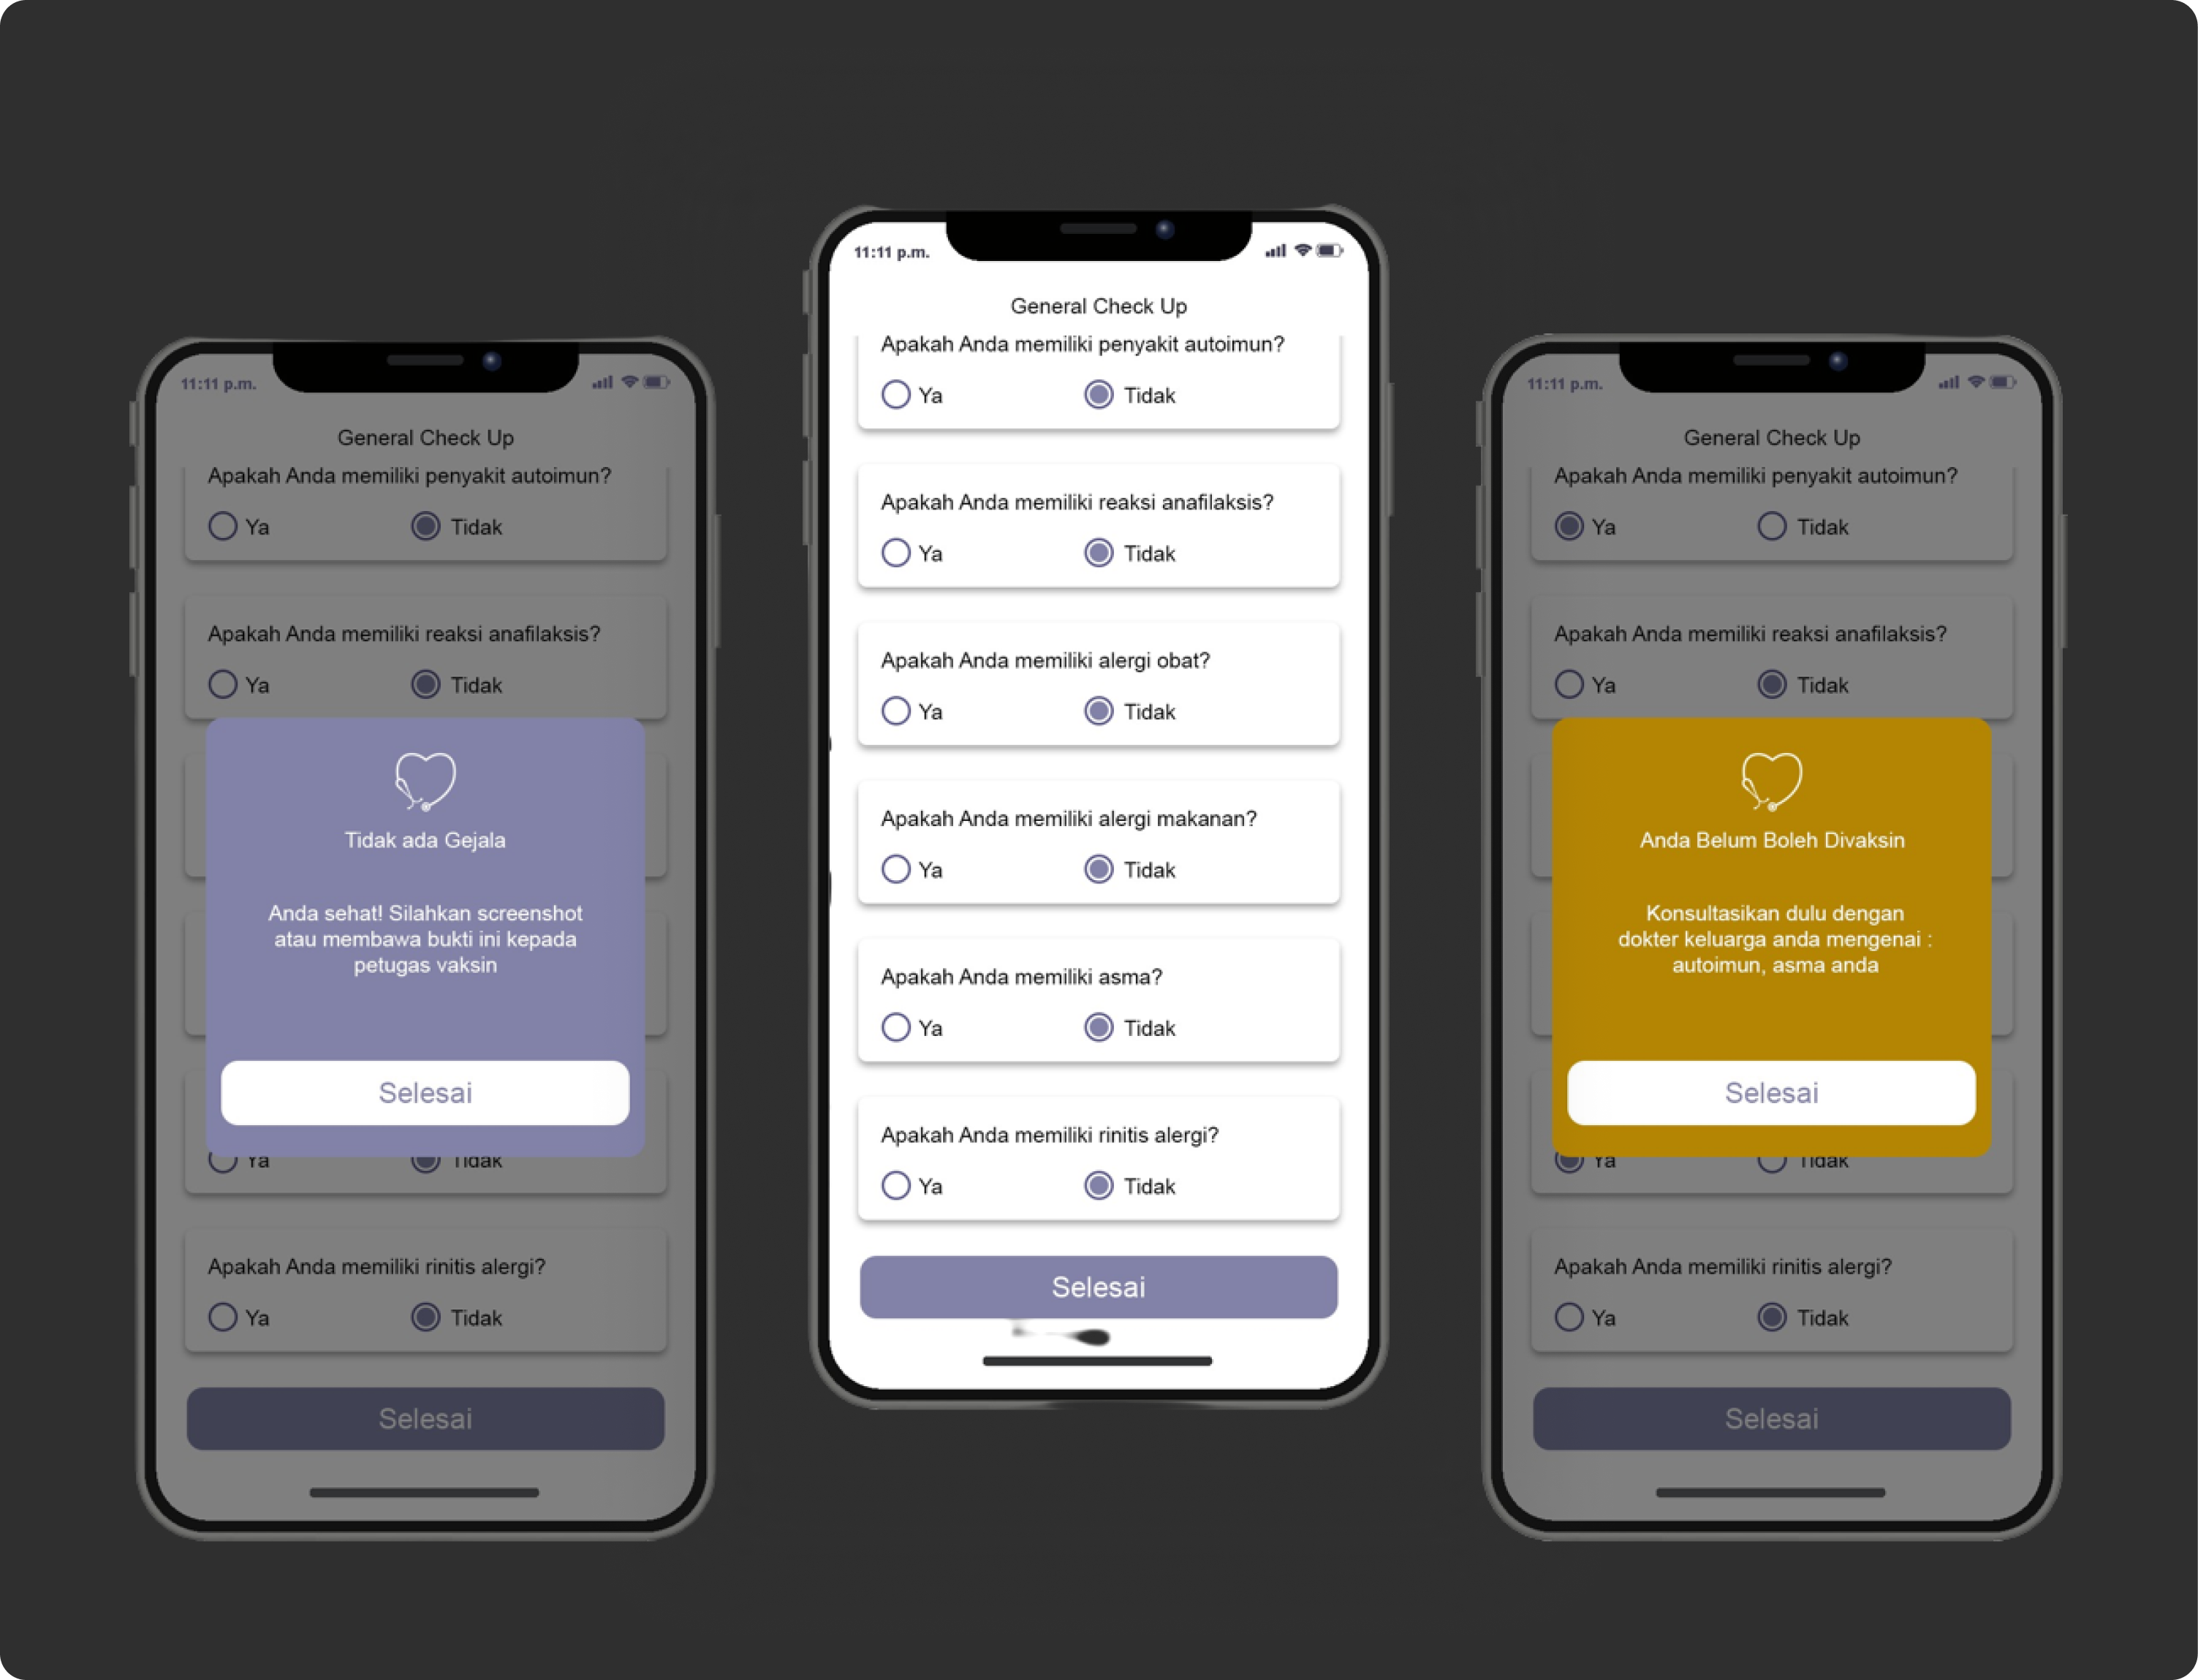 11:11 p.m.
General Check Up
Apakah Anda memiliki penyakit autoimun?
Ya Tidak
Apakah Anda memiliki reaksi anafilaksis?
Ya Tidak
Tidak ada Gejala
Anda sehat! Silahkan screenshot
atau membawa bukti ini kepada
petugas vaksin
Selesai
Ya Tidak
Apakah Anda memiliki rinitis alergi?
Ya Tidak
Selesai
11:11 p.m.
General Check Up
Apakah Anda memiliki penyakit autoimun?
Ya Tidak
Apakah Anda memiliki reaksi anafilaksis?
Ya Tidak
Apakah Anda memiliki alergi obat?
Ya Tidak
Apakah Anda memiliki alergi makanan?
Ya Tidak
Apakah Anda memiliki asma?
Ya Tidak
Apakah Anda memiliki rinitis alergi?
Ya Tidak
Selesai
11:11 p.m.
General Check Up
Apakah Anda memiliki penyakit autoimun?
Ya Tidak
Apakah Anda memiliki reaksi anafilaksis?
Ya Tidak
Anda Belum Boleh Divaksin
Konsultasikan dulu dengan
dokter keluarga anda mengenai :
autoimun, asma anda
Selesai
Ya Tidak
Apakah Anda memiliki rinitis alergi?
Ya Tidak
Selesai